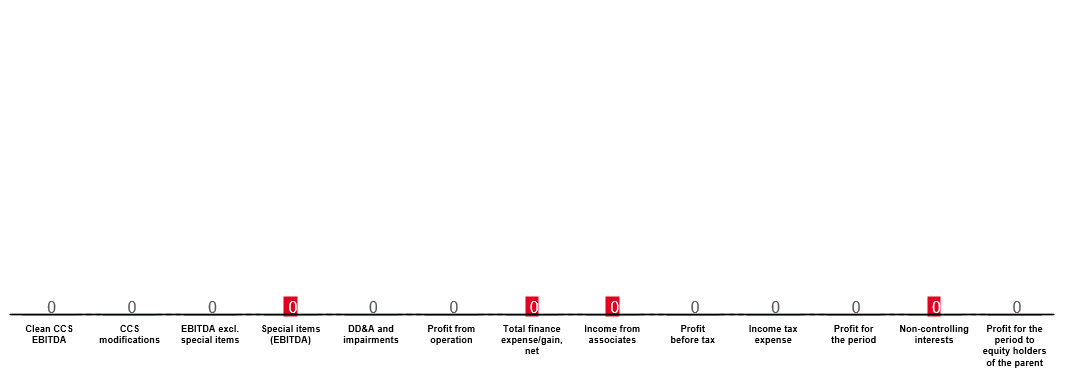 0 0 0 0 0 0 0 0 0 0 0 0 0
Clean CCS
EBITDA
CCS
modifications
EBITDA excl.
special items
Special items
(EBITDA)
DD&A and
impairments
Profit from
operation
Total finance
expense/gain,
net
Income from
associates
Profit
before tax
Income tax
expense
Profit for
the period
Non-controlling
interests
Profit for the
period to
equity holders
of the parent